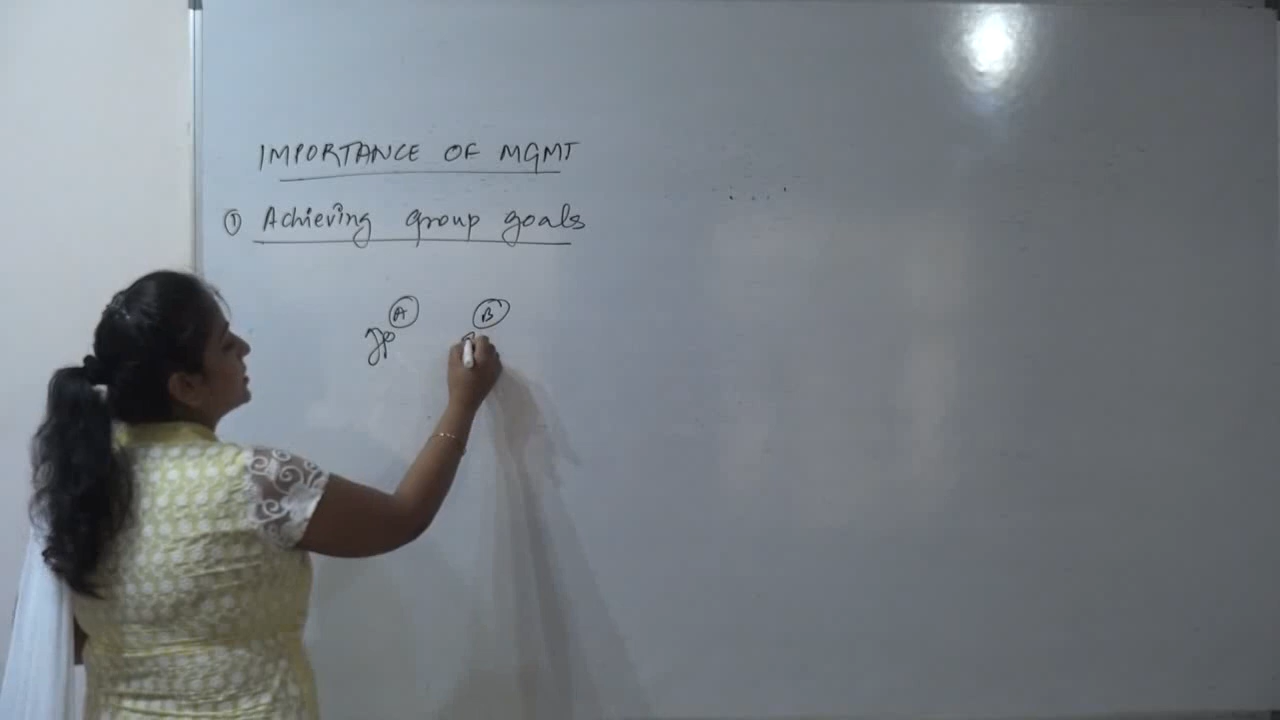 IMPORTANCE OF MGMT
① Achieving group goals
Ⓐ Ⓑ